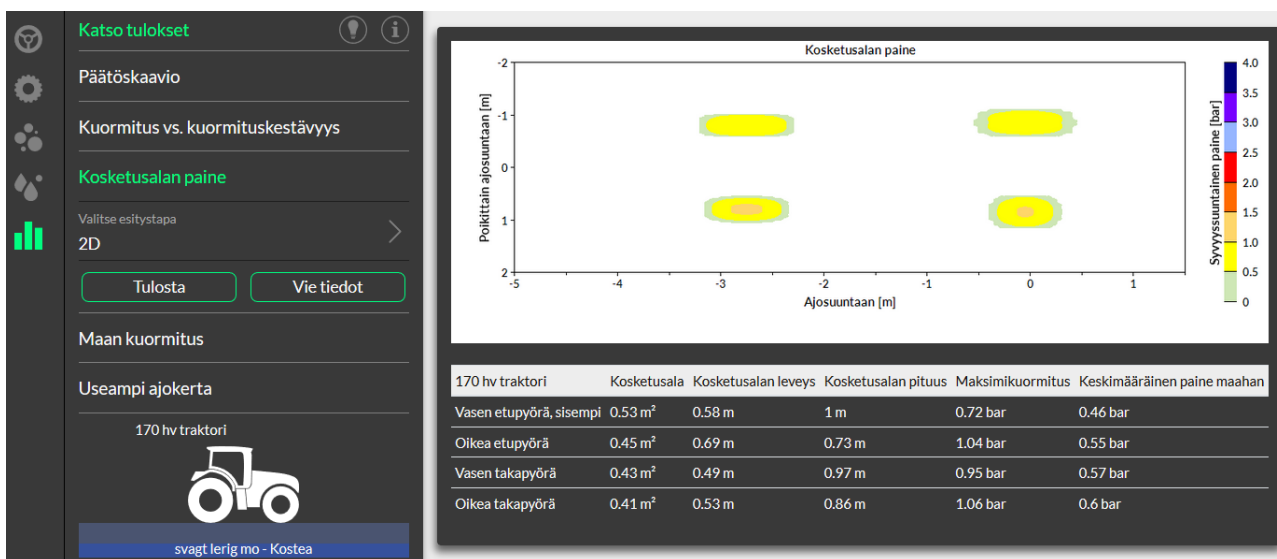 Katso tulokset
Päätöskaavio
Kuormitus vs. kuormituskestävyys
Kosketusalan paine
Valitse esitystapa
2D
Tulosta Vie tiedot
Maan kuormitus
Useampi ajokerta
170 hv traktori
svagt lerig mo - Kostea
Kosketusalan paine
-2
-1
0
1
2
Poikittain ajosuuntaan [m]
-5 -4 -3 -2 -1 0 1
Ajosuuntaan [m]
4.0
3.5
3.0
2.5
2.0
1.5
1.0
0.5
0
Syvyyssuuntainen paine [bar]
170 hv traktori Kosketusala Kosketusalan leveys Kosketusalan pituus Maksimikuormitus Keskimääräinen paine maahan
Vasen etupyörä, sisempi 0.53 m² 0.58 m 1 m 0.72 bar 0.46 bar
Oikea etupyörä 0.45 m² 0.69 m 0.73 m 1.04 bar 0.55 bar
Vasen takapyörä 0.43 m² 0.49 m 0.97 m 0.95 bar 0.57 bar
Oikea takapyörä 0.41 m² 0.53 m 0.86 m 1.06 bar 0.6 bar